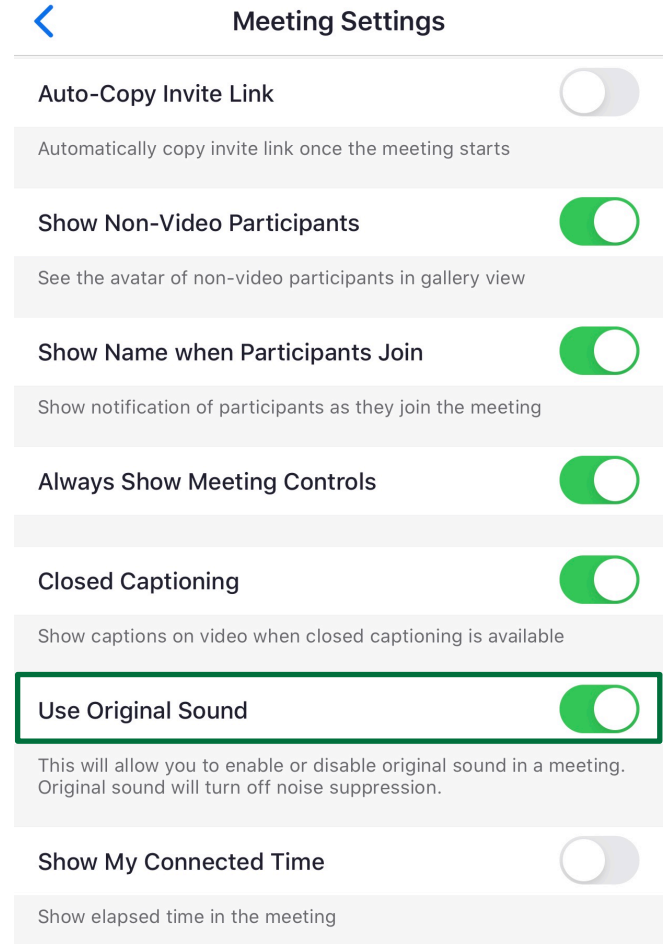 Meeting Settings
Auto-Copy Invite Link
Automatically copy invite link once the meeting starts
Show Non-Video Participants
See the avatar of non-video participants in gallery view
Show Name when Participants Join
Show notification of participants as they join the meeting
Always Show Meeting Controls
Closed Captioning
Show captions on video when closed captioning is available
Use Original Sound
This will allow you to enable or disable original sound in a meeting.
Original sound will turn off noise suppression.
Show My Connected Time
Show elapsed time in the meeting